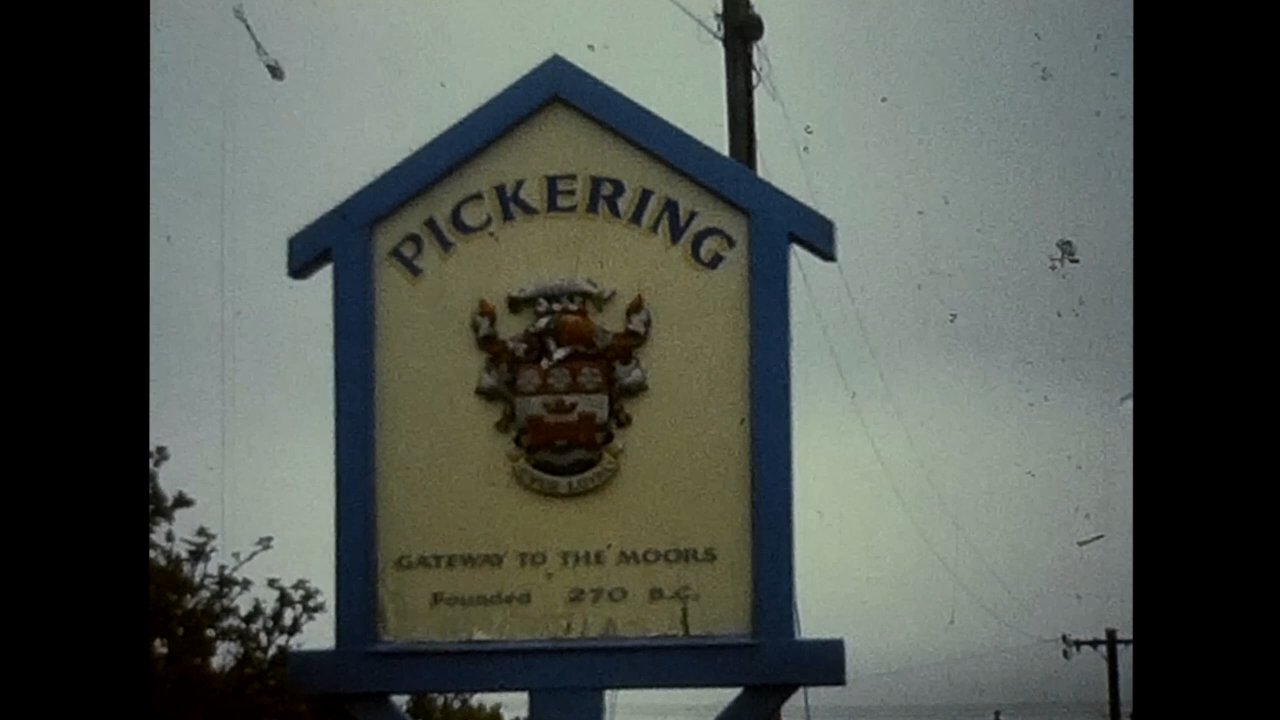 PICKERING
GATEWAY TO THE MOORS
Founded 270 B.C.